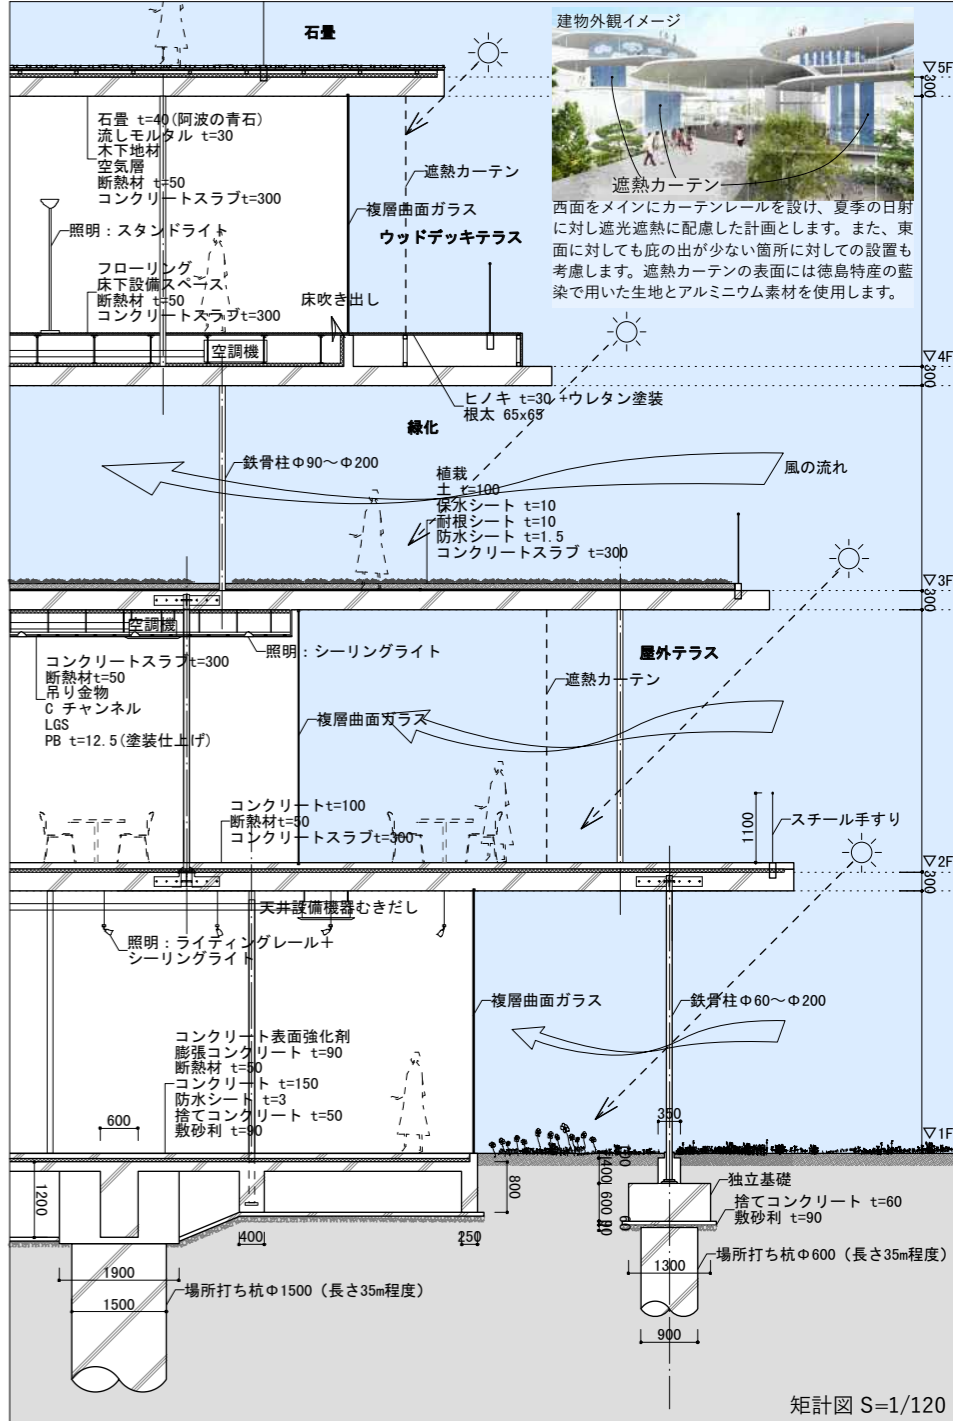 石畳
建物外観イメージ
遮熱カーテン
西面をメインにカーテンレールを設け、夏季の日射
に対し遮光遮熱に配慮した計画とします。また、東
面に対しても庇の出が少ない箇所に対しての設置も
考慮します。遮熱カーテンの表面には徳島特産の藍
染で用いた生地とアルミニウム素材を使用します。
▽5F
300
石畳 t=40(阿波の青石)
流しモルタル t=30
木下地材
空気層
断熱材 t=50
コンクリートスラブt=300
遮熱カーテン
複層曲面ガラス
ウッドデッキテラス
照明：スタンドライト
フローリング
床下設備スペース
断熱材 t=50
コンクリートスラブt=300
床吹き出し
空調機
▽4F
300
ヒノキ t=30 +ウレタン塗装
根太 65x65
緑化
鉄骨柱Φ90～Φ200
風の流れ
植栽
土 t=100
保水シート t=10
耐根シート t=10
防水シート t=1.5
コンクリートスラブ t=300
▽3F
300
空調機
照明：シーリングライト
屋外テラス
コンクリートスラブt=300
断熱材t=50
吊り金物
C チャンネル
LGS
PB t=12.5(塗装仕上げ)
遮熱カーテン
複層曲面ガラス
コンクリートt=100
断熱材t=50
コンクリートスラブt=300
1100
スチール手すり
▽2F
300
天井設備機器むきだし
照明：ライティングレール＋
シーリングライト
複層曲面ガラス
鉄骨柱Φ60～Φ200
コンクリート表面強化剤
膨張コンクリート t=90
断熱材 t=50
コンクリート t=150
防水シート t=3
捨てコンクリート t=50
敷砂利 t=90
600
350
▽1F
1200
800
400
600
60
独立基礎
捨てコンクリート t=60
敷砂利 t=90
400
250
1900
1500
場所打ち杭Φ1500（長さ35m程度）
場所打ち杭Φ600（長さ35m程度）
1300
900
矩計図 S=1/120